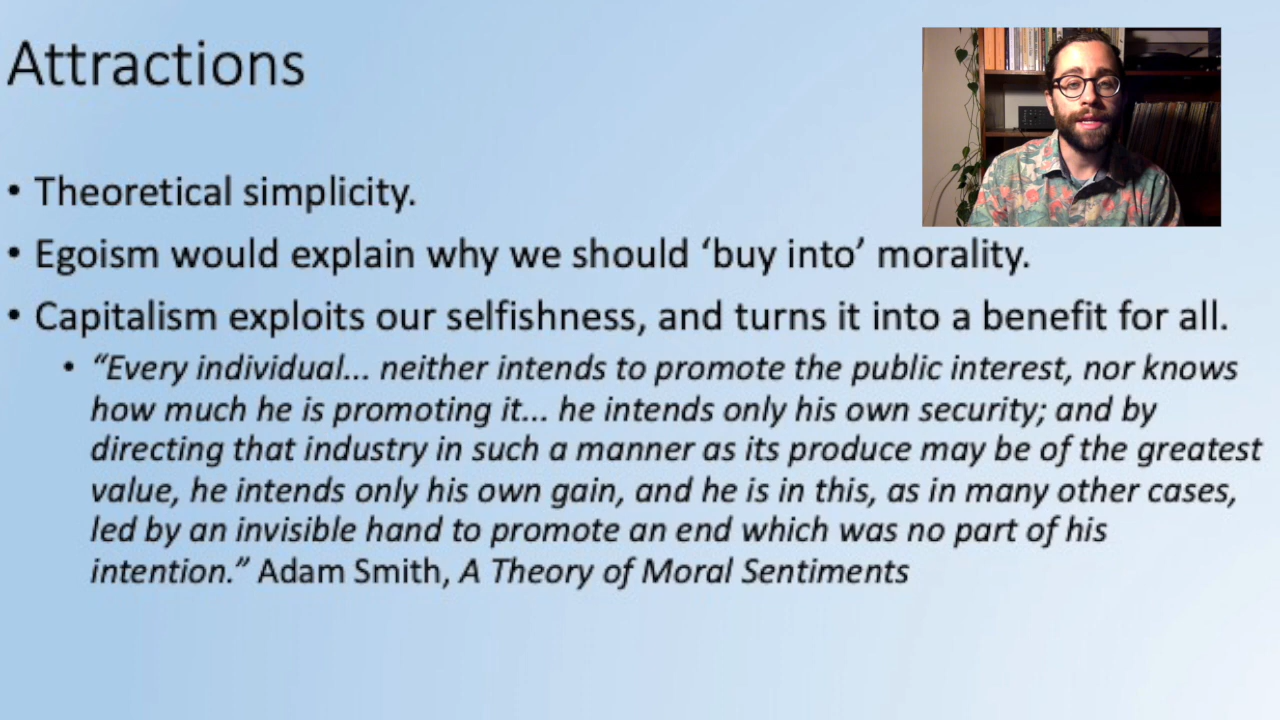 Attractions
• Theoretical simplicity.
• Egoism would explain why we should ‘buy into’ morality.
• Capitalism exploits our selfishness, and turns it into a benefit for all.
• “Every individual... neither intends to promote the public interest, nor knows
how much he is promoting it... he intends only his own security; and by
directing that industry in such a manner as its produce may be of the greatest
value, he intends only his own gain, and he is in this, as in many other cases,
led by an invisible hand to promote an end which was no part of his
intention.” Adam Smith, A Theory of Moral Sentiments